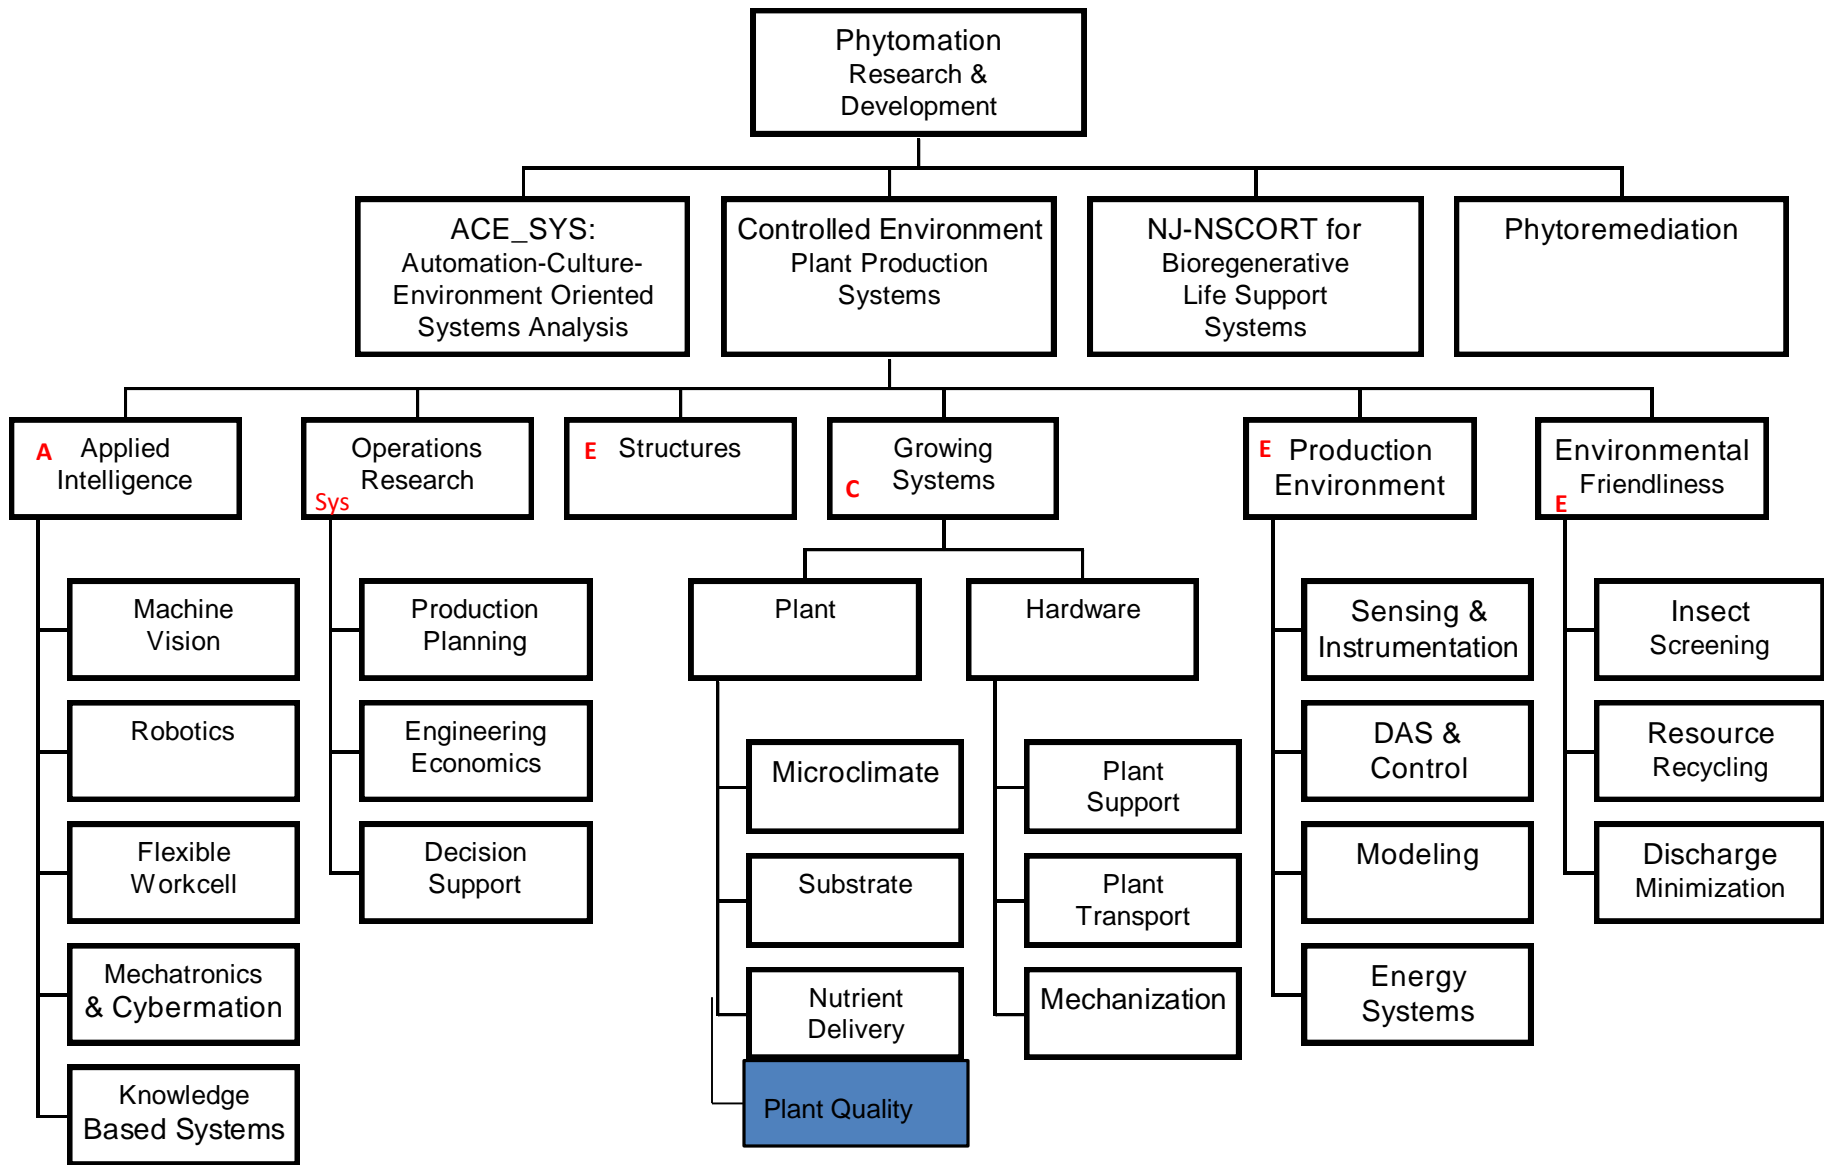 Phytomation
Research &
Development
ACE_SYS:
Automation-Culture-
Environment Oriented
Systems Analysis
Controlled Environment
Plant Production
Systems
NJ-NSCORT for
Bioregenerative
Life Support
Systems
Phytoremediation
A Applied
Intelligence
Operations
Research
Sys
E Structures
Growing
Systems
C
E Production
Environment
Environmental
Friendliness
E
Machine
Vision
Robotics
Flexible
Workcell
Mechatronics
& Cybermation
Knowledge
Based Systems
Production
Planning
Engineering
Economics
Decision
Support
Plant
Hardware
Microclimate
Substrate
Nutrient
Delivery
Plant Quality
Plant
Support
Plant
Transport
Mechanization
Sensing &
Instrumentation
DAS &
Control
Modeling
Energy
Systems
Insect
Screening
Resource
Recycling
Discharge
Minimization